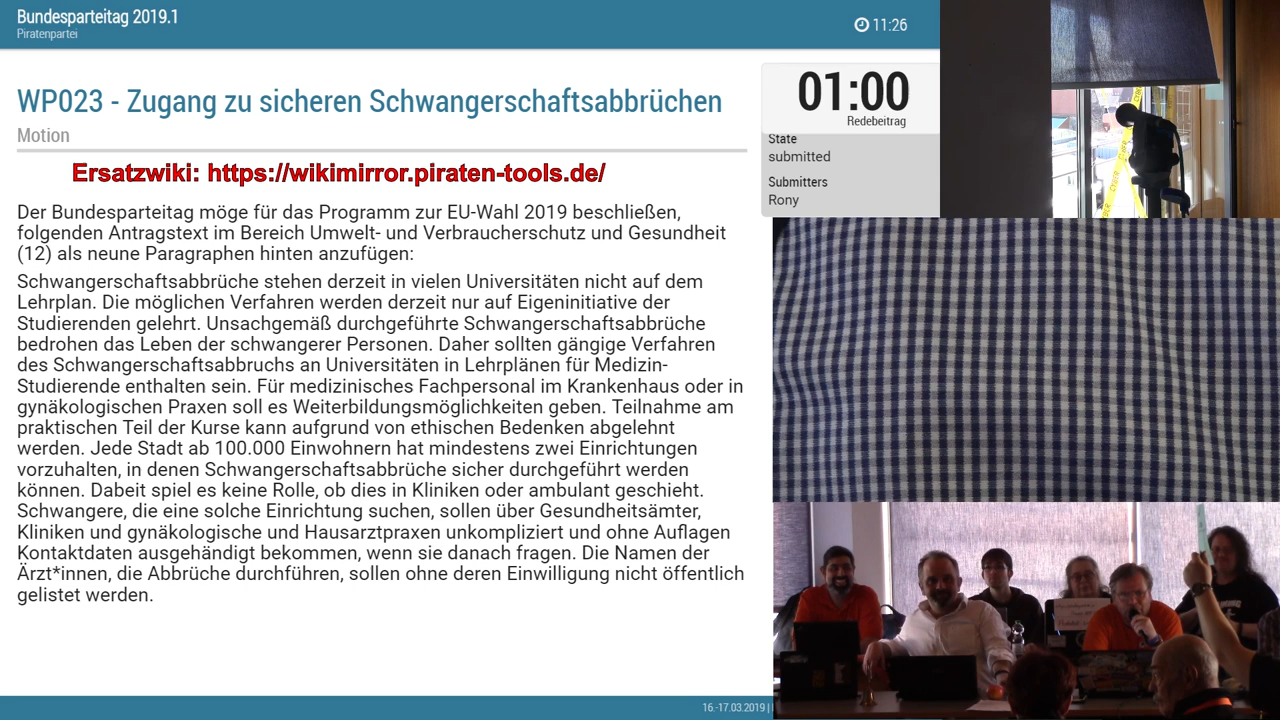 Bundesparteitag 2019.1
Piratenpartei
11:26
WP023 - Zugang zu sicheren Schwangerschaftsabbrüchen
Motion
01:00
Redebeitrag
State
submitted
Submitters
Rony
Ersatzwiki: https://wikimirror.piraten-tools.de/
Der Bundesparteitag möge für das Programm zur EU-Wahl 2019 beschließen,
folgenden Antragstext im Bereich Umwelt- und Verbraucherschutz und Gesundheit
(12) als neune Paragraphen hinten anzufügen:
Schwangerschaftsabbrüche stehen derzeit in vielen Universitäten nicht auf dem
Lehrplan. Die möglichen Verfahren werden derzeit nur auf Eigeninitiative der
Studierenden gelehrt. Unsachgemäß durchgeführte Schwangerschaftsabbrüche
bedrohen das Leben der schwangerer Personen. Daher sollten gängige Verfahren
des Schwangerschaftsabbruchs an Universitäten in Lehrplänen für Medizin-
Studierende enthalten sein. Für medizinisches Fachpersonal im Krankenhaus oder in
gynäkologischen Praxen soll es Weiterbildungsmöglichkeiten geben. Teilnahme am
praktischen Teil der Kurse kann aufgrund von ethischen Bedenken abgelehnt
werden. Jede Stadt ab 100.000 Einwohnern hat mindestens zwei Einrichtungen
vorzuhalten, in denen Schwangerschaftsabbrüche sicher durchgeführt werden
können. Dabeit spiel es keine Rolle, ob dies in Kliniken oder ambulant geschieht.
Schwangere, die eine solche Einrichtung suchen, sollen über Gesundheitsämter,
Kliniken und gynäkologische und Hausarztpraxen unkompliziert und ohne Auflagen
Kontaktdaten ausgehändigt bekommen, wenn sie danach fragen. Die Namen der
Ärzt*innen, die Abbrüche durchführen, sollen ohne deren Einwilligung nicht öffentlich
gelistet werden.
16.-17.03.2019 |
CYBER